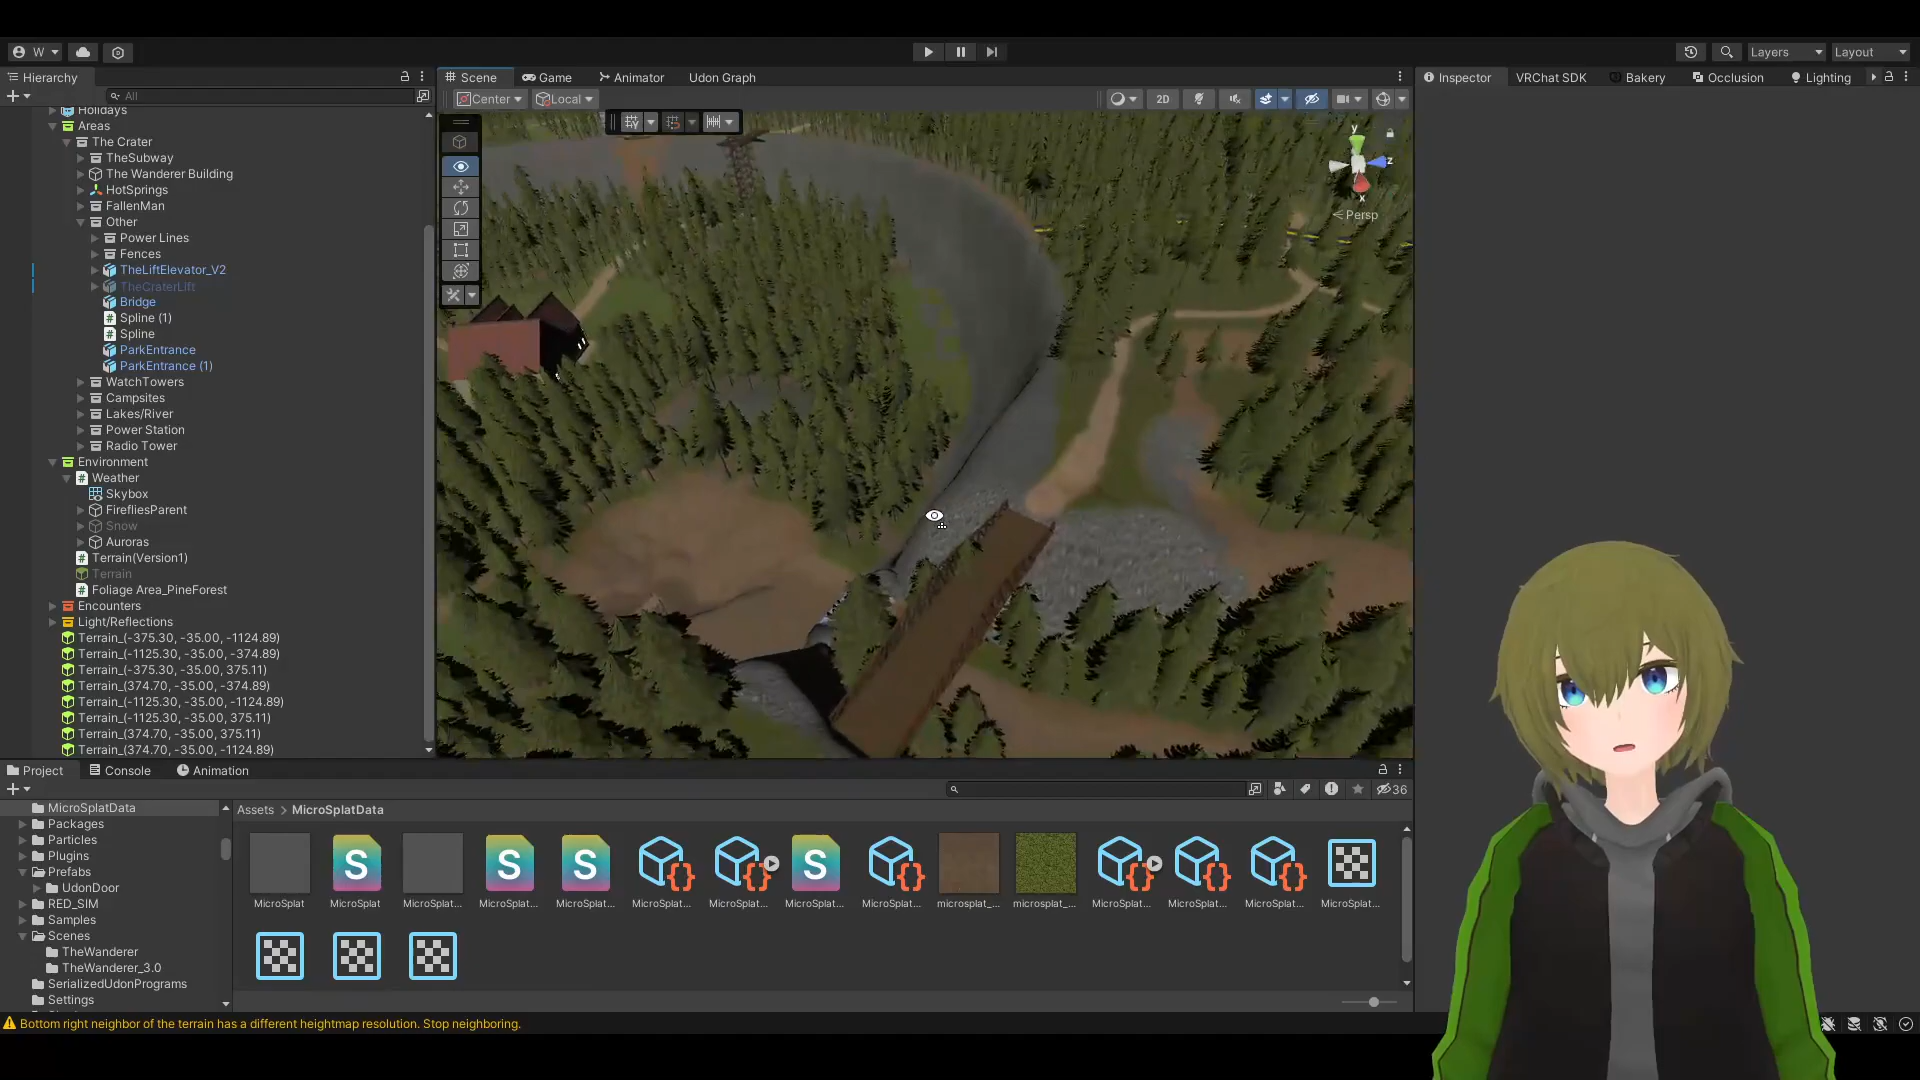 W
Layers
Layout
Hierarchy
All
Holidays
Areas
The Crater
TheSubway
The Wanderer Building
HotSprings
FallenMan
Other
Power Lines
Fences
TheLiftElevator_V2
TheCraterLift
Bridge
Spline (1)
Spline
ParkEntrance
ParkEntrance (1)
WatchTowers
Campsites
Lakes/River
Power Station
Radio Tower
Environment
Weather
Skybox
FirefliesParent
Snow
Auroras
Terrain(Version1)
Terrain
Foliage Area_PineForest
Encounters
Light/Reflections
Terrain_(-375.30, -35.00, -1124.89)
Terrain_(-1125.30, -35.00, -374.89)
Terrain_(-375.30, -35.00, 375.11)
Terrain_(374.70, -35.00, -374.89)
Terrain_(-1125.30, -35.00, -1124.89)
Terrain_(-1125.30, -35.00, 375.11)
Terrain_(374.70, -35.00, 375.11)
Terrain_(374.70, -35.00, -1124.89)
Scene Game Animator Udon Graph
Center Local 2D
y
z
x
Persp
Inspector VRChat SDK Bakery Occlusion Lighting
Project Console Animation
36
MicroSplatData
Packages
Particles
Plugins
Prefabs
UdonDoor
RED_SIM
Samples
Scenes
TheWanderer
TheWanderer_3.0
SerializedUdonPrograms
Settings
Assets > MicroSplatData
MicroSplat MicroSplat MicroSplat... MicroSplat... MicroSplat... MicroSplat... MicroSplat... MicroSplat... MicroSplat... microsplat_... microsplat_... MicroSplat... MicroSplat... MicroSplat... MicroSplat...
Bottom right neighbor of the terrain has a different heightmap resolution. Stop neighboring.